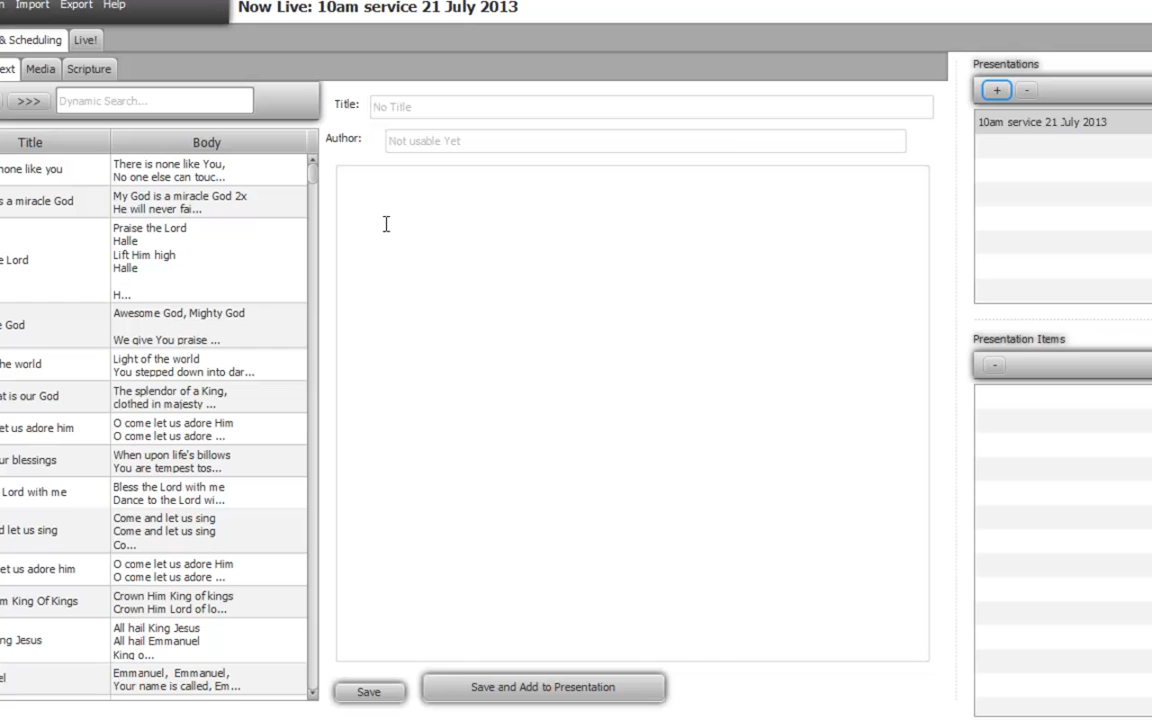 Import Export Help
Now Live: 10am service 21 July 2013
& Scheduling Live!
Media Scripture
>>> Dynamic Search...
Title Body
none like you
There is none like You,
No one else can touc...
a miracle God
My God is a miracle God 2x
He will never fai...
Lord
Praise the Lord
Halle
Lift Him high
Halle
H...
God
Awesome God, Mighty God
We give You praise ...
the world
Light of the world
You stepped down into dar...
at is our God
The splendor of a King,
clothed in majesty ...
et us adore him
O come let us adore Him
O come let us adore ...
ur blessings
When upon life's billows
You are tempest tos...
Lord with me
Bless the Lord with me
Dance to the Lord wi...
d let us sing
Come and let us sing
Come and let us sing
Co...
et us adore him
O come let us adore Him
O come let us adore ...
m King Of Kings
Crown Him King of kings
Crown Him Lord of lo...
ng Jesus
All hail King Jesus
All hail Emmanuel
King o...
el
Emmanuel, Emmanuel,
Your name is called, Em...
Title: No Title
Author: Not usable Yet
Save Save and Add to Presentation
Presentations
+ -
10am service 21 July 2013
Presentation Items
-